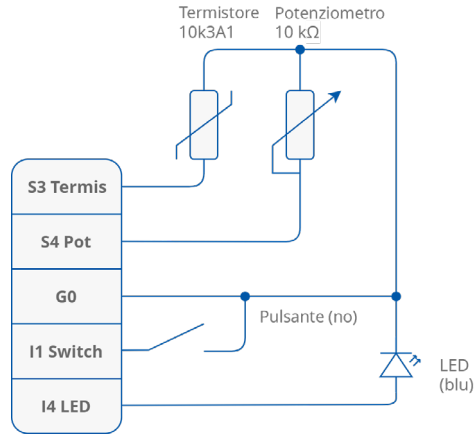 Termistore
10k3A1
Potenziometro
10 kΩ
S3 Termis
S4 Pot
G0
Pulsante (no)
I1 Switch
LED
(blu)
I4 LED